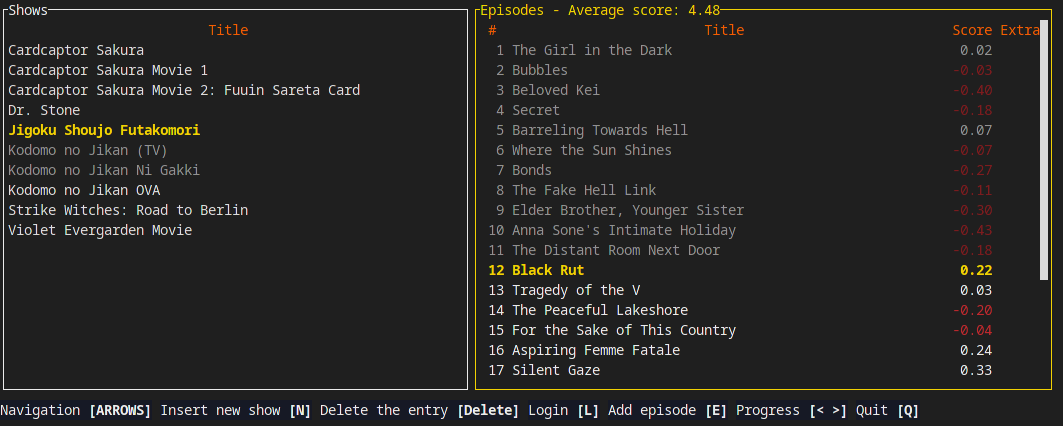 Shows
Title
Cardcaptor Sakura
Cardcaptor Sakura Movie 1
Cardcaptor Sakura Movie 2: Fuuin Sareta Card
Dr. Stone
Jigoku Shoujo Futakomori
Kodomo no Jikan (TV)
Kodomo no Jikan Ni Gakki
Kodomo no Jikan OVA
Strike Witches: Road to Berlin
Violet Evergarden Movie
Episodes - Average score: 4.48
# Title Score Extra
1 The Girl in the Dark 0.02
2 Bubbles -0.03
3 Beloved Kei -0.40
4 Secret -0.18
5 Barreling Towards Hell 0.07
6 Where the Sun Shines -0.07
7 Bonds -0.27
8 The Fake Hell Link -0.11
9 Elder Brother, Younger Sister -0.30
10 Anna Sone's Intimate Holiday -0.43
11 The Distant Room Next Door -0.18
12 Black Rut 0.22
13 Tragedy of the V 0.03
14 The Peaceful Lakeshore -0.20
15 For the Sake of This Country -0.04
16 Aspiring Femme Fatale 0.24
17 Silent Gaze 0.33
Navigation [ARROWS] Insert new show [N] Delete the entry [Delete] Login [L] Add episode [E] Progress [< >] Quit [Q]